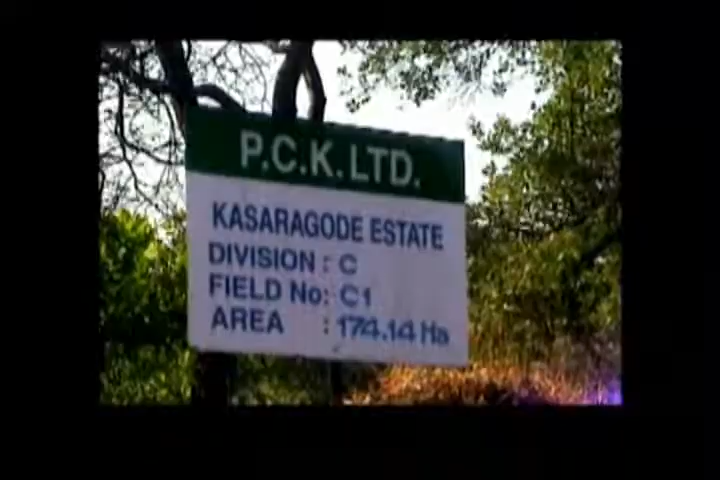 P.C.K.LTD.
KASARAGODE ESTATE
DIVISION : C
FIELD No: C1
AREA : 174.14 Ha